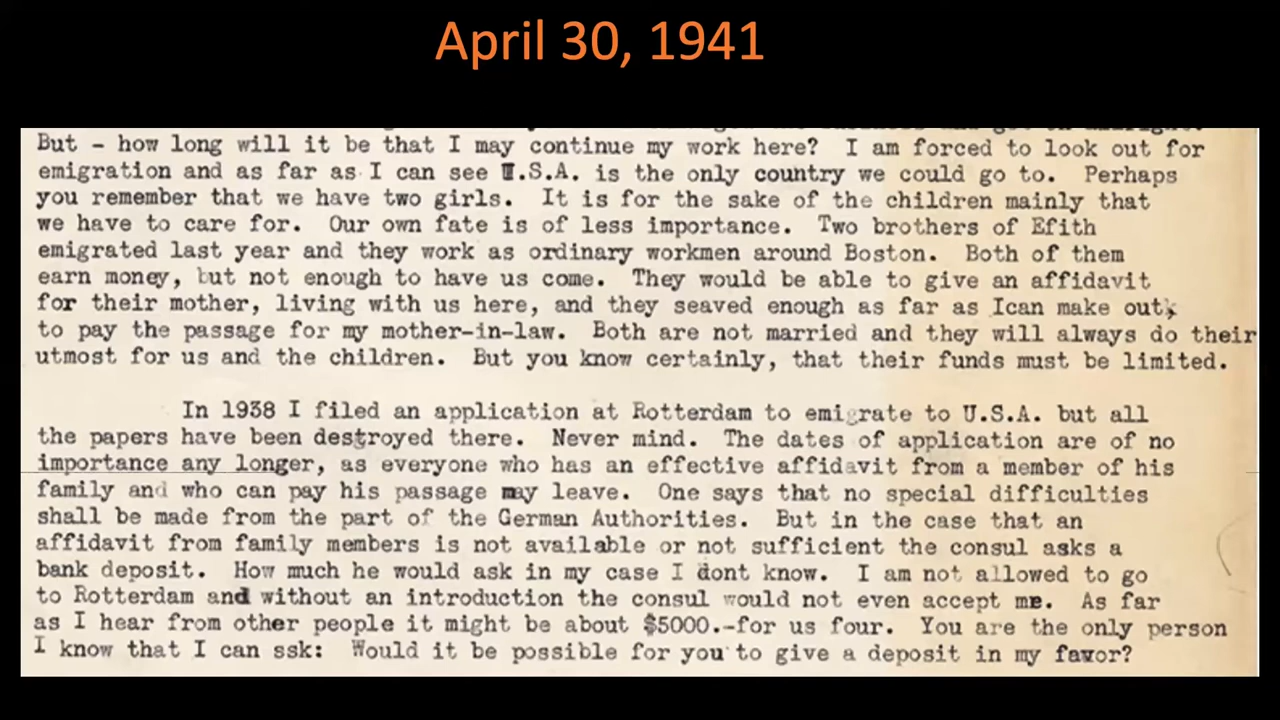 April 30, 1941
But - how long will it be that I may continue my work here? I am forced to look out for
emigration and as far as I can see U.S.A. is the only country we could go to. Perhaps
you remember that we have two girls. It is for the sake of the children mainly that
we have to care for. Our own fate is of less importance. Two brothers of Efith
emigrated last year and they work as ordinary workmen around Boston. Both of them
earn money, but not enough to have us come. They would be able to give an affidavit
for their mother, living with us here, and they seaved enough as far as Ican make out,
to pay the passage for my mother-in-law. Both are not married and they will always do their
utmost for us and the children. But you know certainly, that their funds must be limited.
In 1938 I filed an application at Rotterdam to emigrate to U.S.A. but all
the papers have been destroyed there. Never mind. The dates of application are of no
importance any longer, as everyone who has an effective affidavit from a member of his
family and who can pay his passage may leave. One says that no special difficulties
shall be made from the part of the German Authorities. But in the case that an
affidavit from family members is not available or not sufficient the consul asks a
bank deposit. How much he would ask in my case I dont know. I am not allowed to go
to Rotterdam and without an introduction the consul would not even accept me. As far
as I hear from other people it might be about $5000.-for us four. You are the only person
I know that I can ssk: Would it be possible for you to give a deposit in my favor?